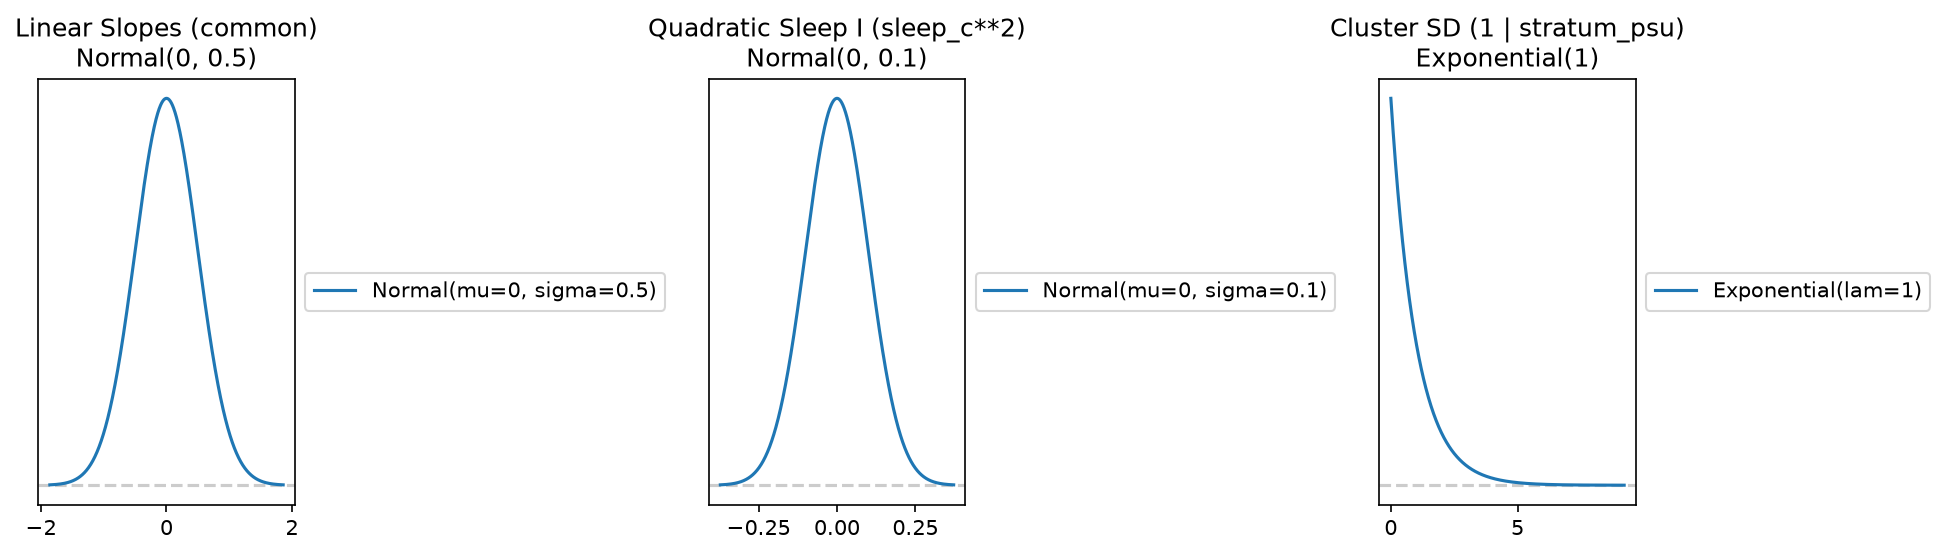 Linear Slopes (common)
Normal(0, 0.5)
−2 0 2
Normal(mu=0, sigma=0.5)
Quadratic Sleep I (sleep_c**2)
Normal(0, 0.1)
−0.25 0.00 0.25
Normal(mu=0, sigma=0.1)
Cluster SD (1 | stratum_psu)
Exponential(1)
0 5
Exponential(lam=1)